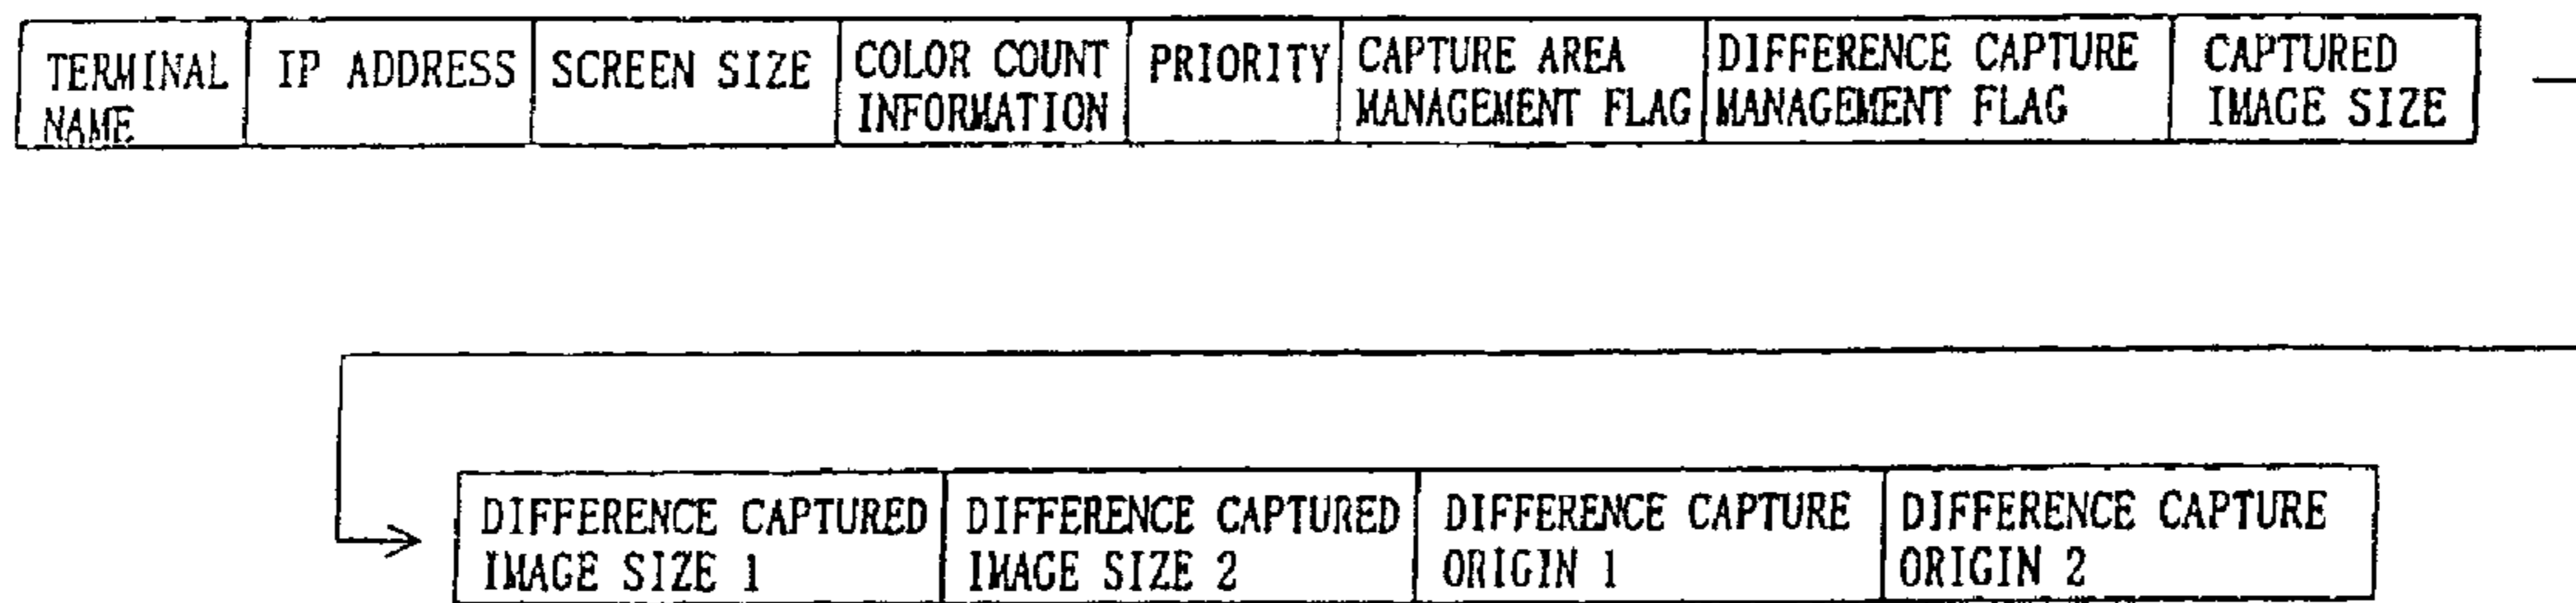 TERMINAL
NAME
IP ADDRESS
SCREEN SIZE
COLOR COUNT
INFORMATION
PRIORITY
CAPTURE AREA
MANAGEMENT FLAG
DIFFERENCE CAPTURE
MANAGEMENT FLAG
CAPTURED
IMAGE SIZE
DIFFERENCE CAPTURED
IMAGE SIZE 1
DIFFERENCE CAPTURED
IMAGE SIZE 2
DIFFERENCE CAPTURE
ORIGIN 1
DIFFERENCE CAPTURE
ORIGIN 2